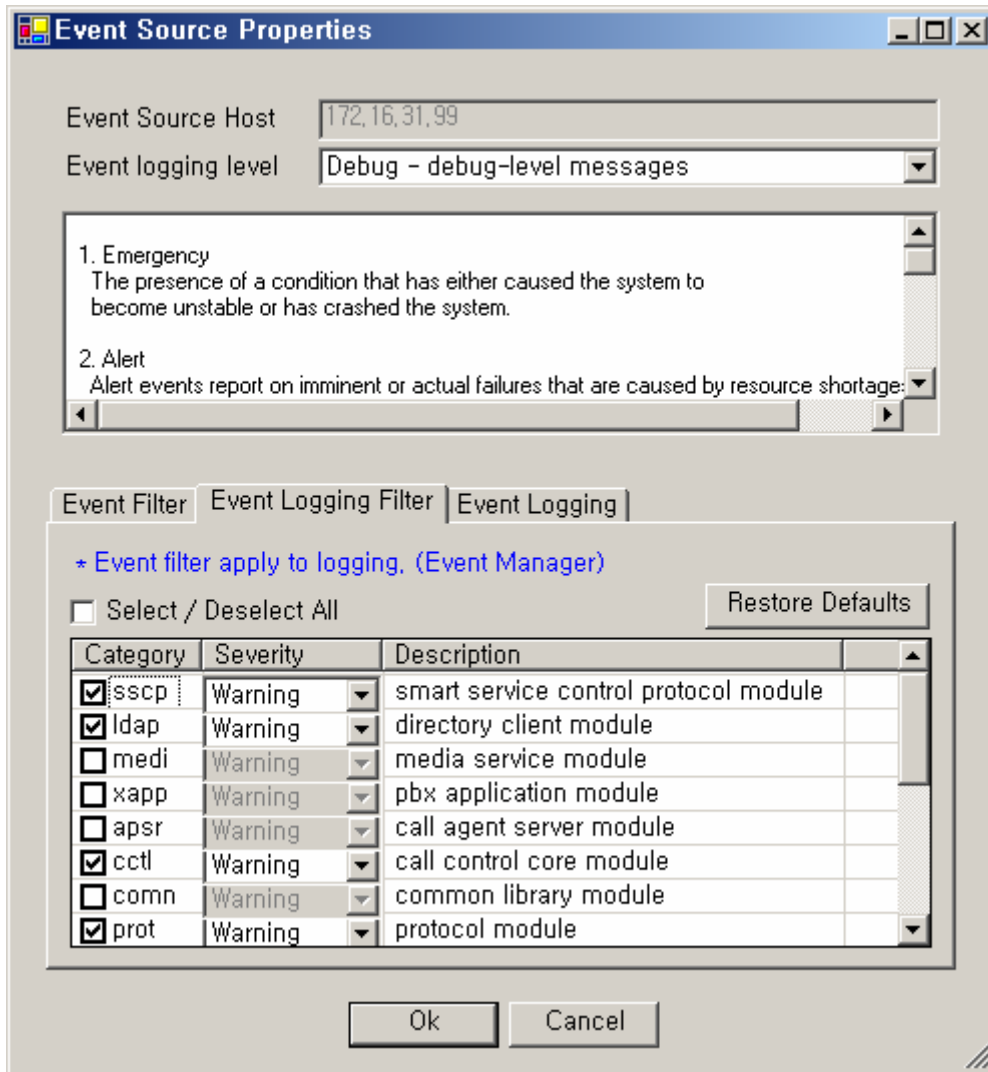 Event Source Properties
Event Source Host 172,16,31,99
Event logging level Debug - debug-level messages
1. Emergency
The presence of a condition that has either caused the system to
become unstable or has crashed the system.
2. Alert
Alert events report on imminent or actual failures that are caused by resource shortage
Event Filter Event Logging Filter Event Logging
* Event filter apply to logging, (Event Manager)
Select / Deselect All Restore Defaults
Category Severity Description
sscp Warning smart service control protocol module
ldap Warning directory client module
medi Warning media service module
xapp Warning pbx application module
apsr Warning call agent server module
cctl Warning call control core module
comn Warning common library module
prot Warning protocol module
Ok Cancel